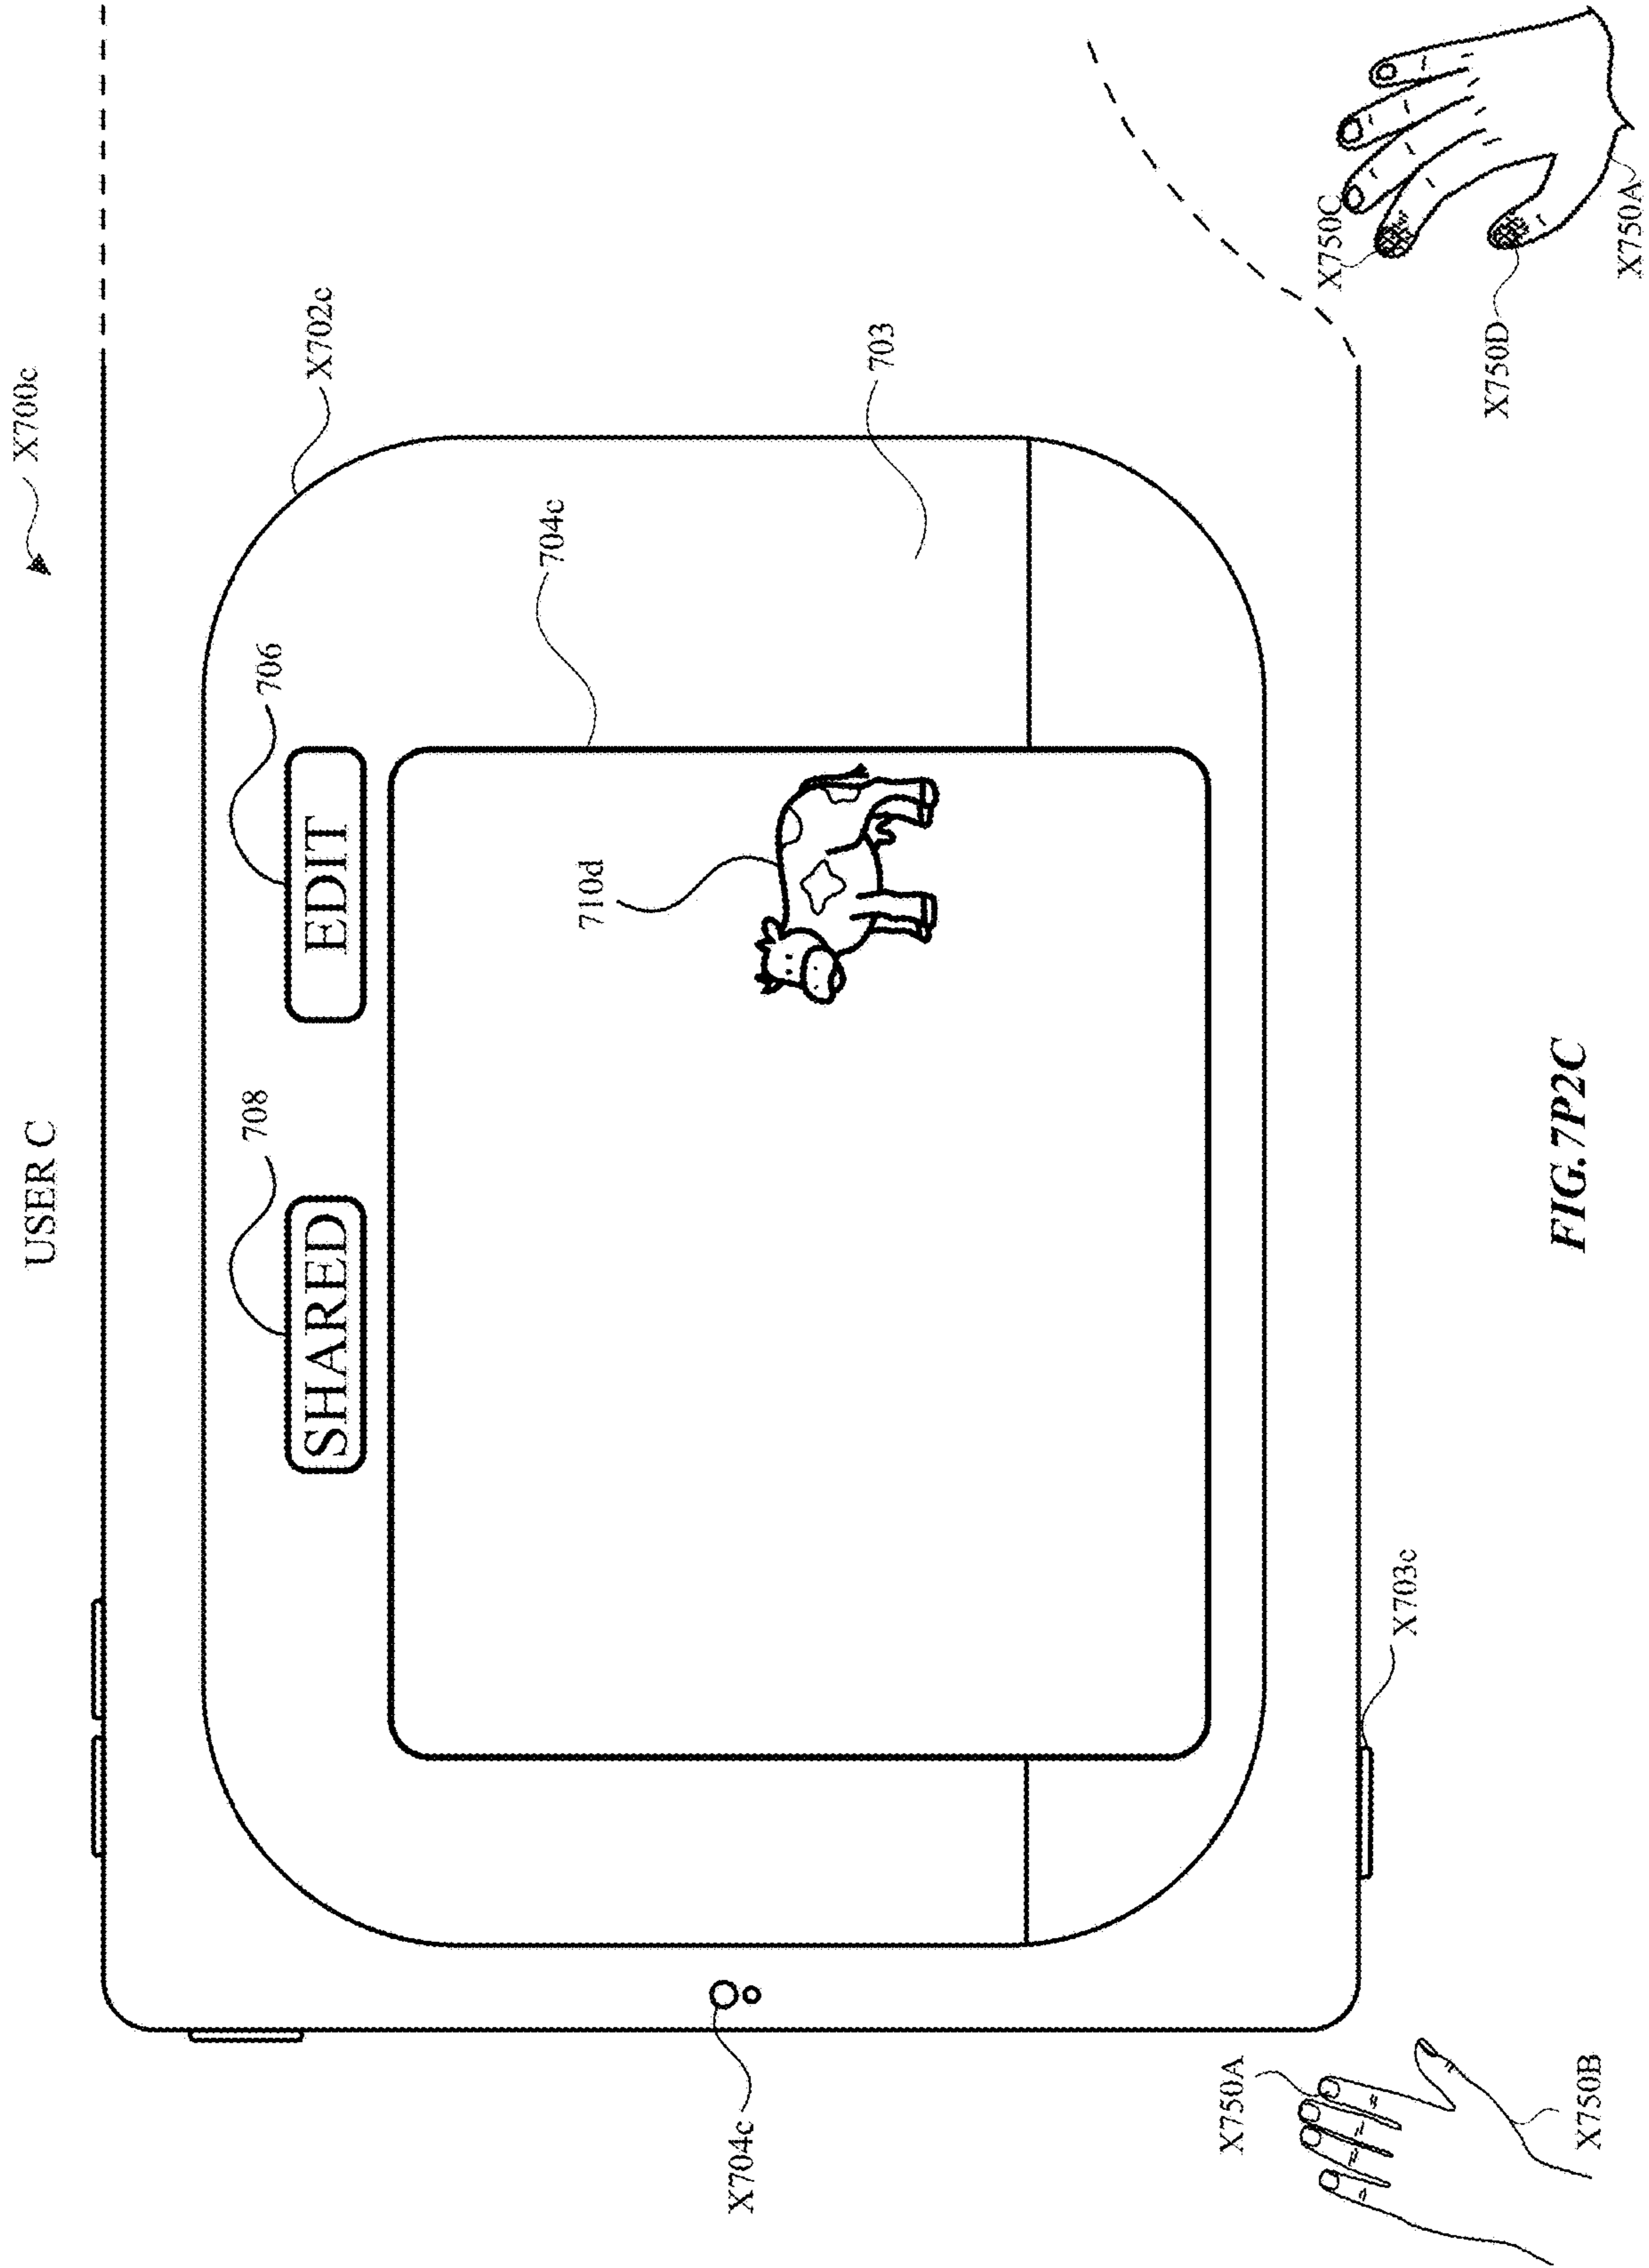 USER C
X700c
X702c
708
706
SHARED
EDIT
704c
703
710d
X704c
X703c
X750A
X750B
X750C
X750D
X750A
FIG. 7P2C